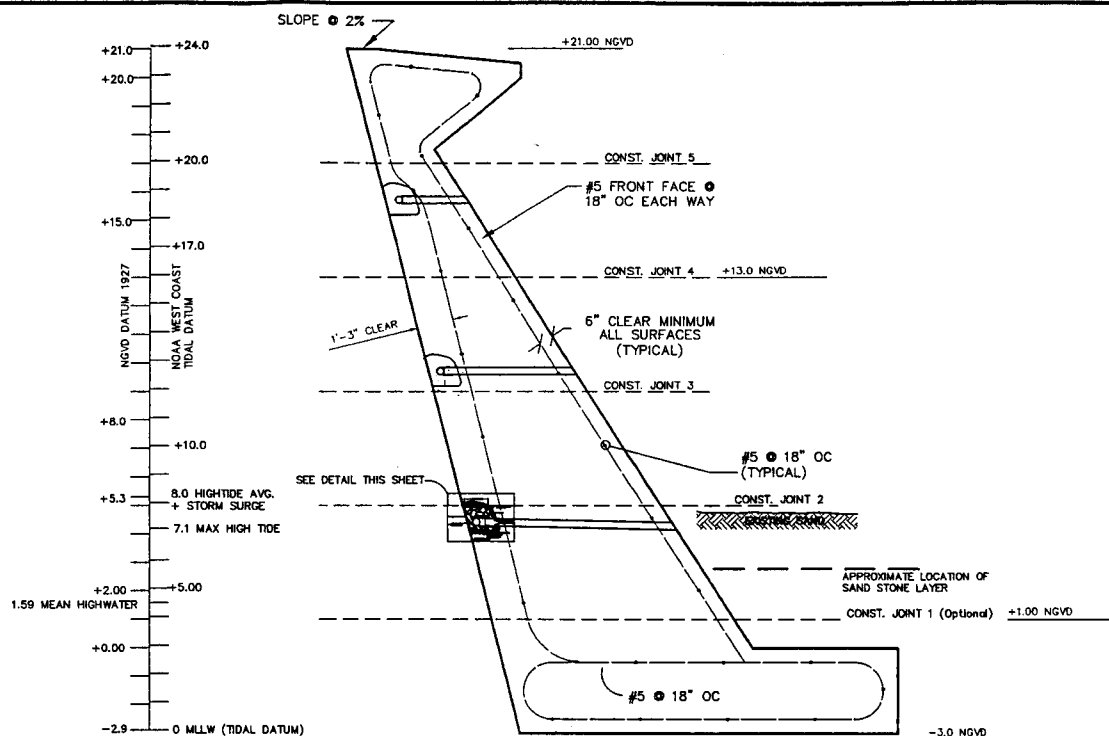 SLOPE @ 2%
+21.00 NGVD
+21.0
+24.0
+20.0
+20.0
CONST. JOINT 5
#5 FRONT FACE @
18" OC EACH WAY
+15.0
+17.0
CONST. JOINT 4
+13.0 NGVD
NGVD DATUM 1927
NOAA WEST COAST
TIDAL DATUM
1'-3" CLEAR
6" CLEAR MINIMUM
ALL SURFACES
(TYPICAL)
CONST. JOINT 3
+8.0
+10.0
#5 @ 18" OC
(TYPICAL)
SEE DETAIL THIS SHEET
+5.3
8.0 HIGHTIDE AVG.
+ STORM SURGE
CONST. JOINT 2
EXISTING SAND
7.1 MAX HIGH TIDE
APPROXIMATE LOCATION OF
SAND STONE LAYER
+2.00
+5.00
1.59 MEAN HIGHWATER
CONST. JOINT 1 (Optional)
+1.00 NGVD
+0.00
#5 @ 18" OC
-2.9
0 MLLW (TIDAL DATUM)
-3.0 NGVD